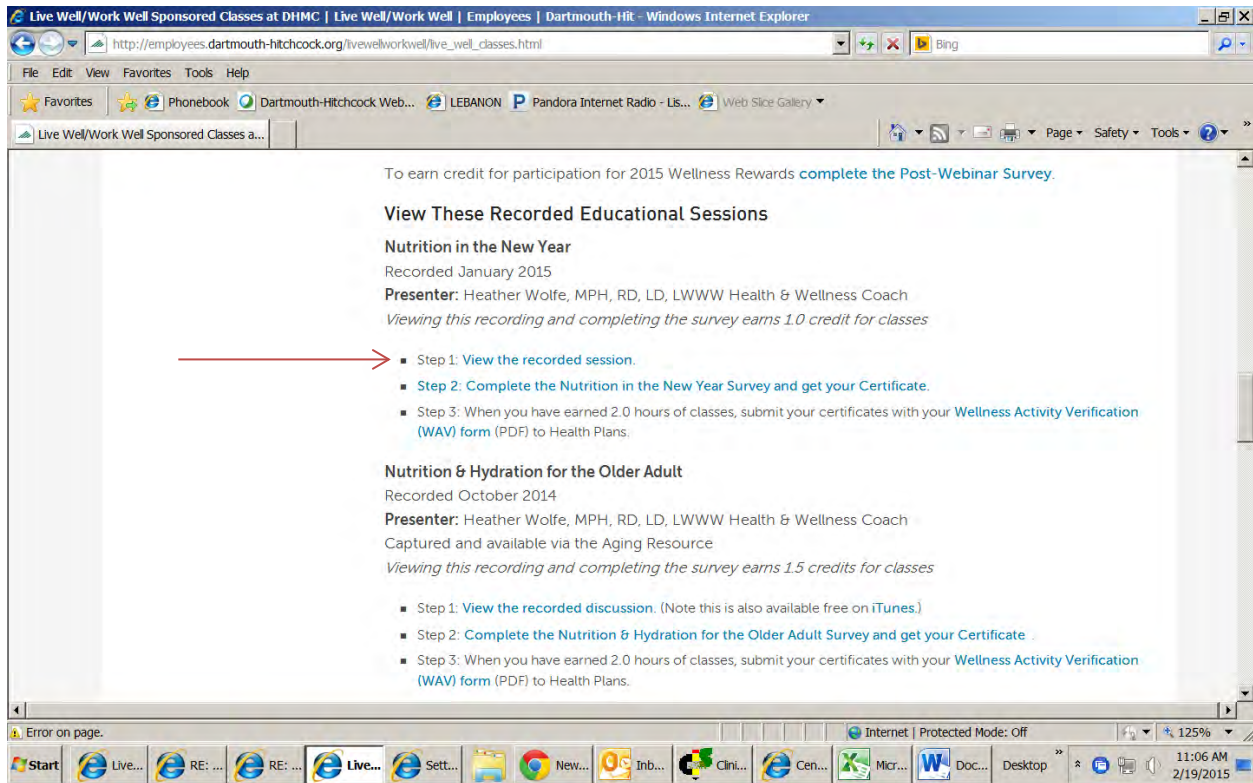 Live Well/Work Well Sponsored Classes at DHMC | Live Well/Work Well | Employees | Dartmouth-Hit - Windows Internet Explorer
http://employees.dartmouth-hitchcock.org/livewellworkwell/live_well_classes.html
Bing
File Edit View Favorites Tools Help
Favorites Phonebook Dartmouth-Hitchcock Web... LEBANON Pandora Internet Radio - Lis... Web Slice Gallery
Live Well/Work Well Sponsored Classes a...
Page Safety Tools
To earn credit for participation for 2015 Wellness Rewards complete the Post-Webinar Survey.
View These Recorded Educational Sessions
Nutrition in the New Year
Recorded January 2015
Presenter: Heather Wolfe, MPH, RD, LD, LWWW Health & Wellness Coach
Viewing this recording and completing the survey earns 1.0 credit for classes
Step 1: View the recorded session.
Step 2: Complete the Nutrition in the New Year Survey and get your Certificate.
Step 3: When you have earned 2.0 hours of classes, submit your certificates with your Wellness Activity Verification
(WAV) form (PDF) to Health Plans.
Nutrition & Hydration for the Older Adult
Recorded October 2014
Presenter: Heather Wolfe, MPH, RD, LD, LWWW Health & Wellness Coach
Captured and available via the Aging Resource
Viewing this recording and completing the survey earns 1.5 credits for classes
Step 1: View the recorded discussion. (Note this is also available free on iTunes.)
Step 2: Complete the Nutrition & Hydration for the Older Adult Survey and get your Certificate .
Step 3: When you have earned 2.0 hours of classes, submit your certificates with your Wellness Activity Verification
(WAV) form (PDF) to Health Plans.
Error on page. Internet | Protected Mode: Off 125%
Start Live... RE: ... RE: ... Live... Sett... New... Inb... Clini... Cen... Micr... Doc... Desktop 11:06 AM
2/19/2015